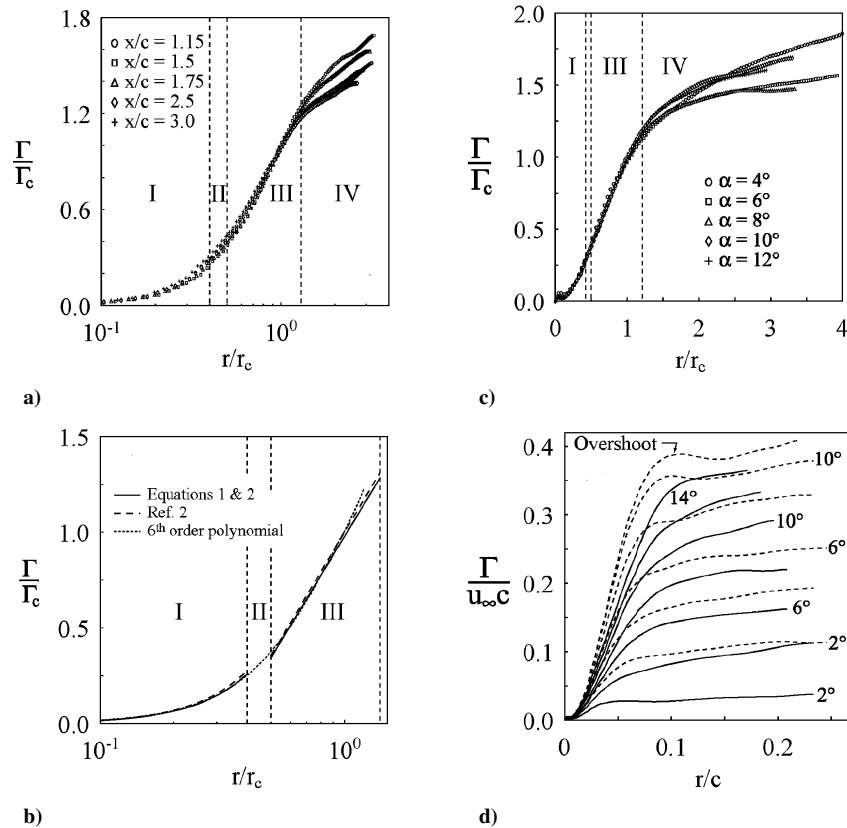 1.8
1.2
0.6
0.0
Γ
Γc
x/c = 1.15
x/c = 1.5
x/c = 1.75
x/c = 2.5
x/c = 3.0
I
II
III
IV
10⁻¹
10⁰
r/rc
a)
2.0
1.5
1.0
0.5
0.0
Γ
Γc
I
III
IV
α = 4°
α = 6°
α = 8°
α = 10°
α = 12°
0
1
2
3
4
r/rc
c)
1.5
1.0
0.5
0.0
Γ
Γc
Equations 1 & 2
Ref. 2
6th order polynomial
I
II
III
10⁻¹
10⁰
r/rc
b)
0.4
0.3
0.2
0.1
0.0
Γ
u∞c
Overshoot
10°
14°
10°
6°
6°
2°
2°
0
0.1
0.2
r/c
d)